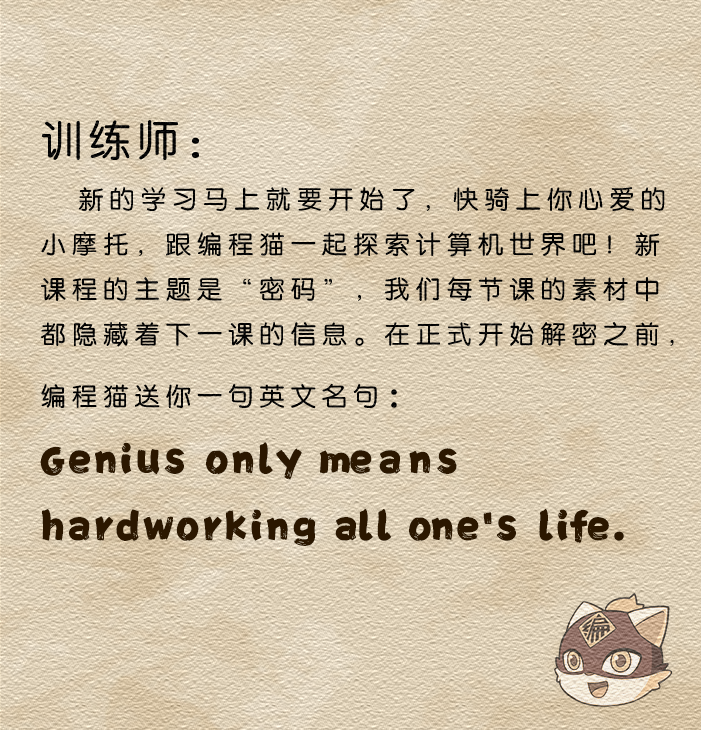 训练师：
新的学习马上就要开始了，快骑上你心爱的
小摩托，跟编程猫一起探索计算机世界吧！新
课程的主题是“密码”，我们每节课的素材中
都隐藏着下一课的信息。在正式开始解密之前，
编程猫送你一句英文名句：
Genius only means
hardworking all one's life.
编